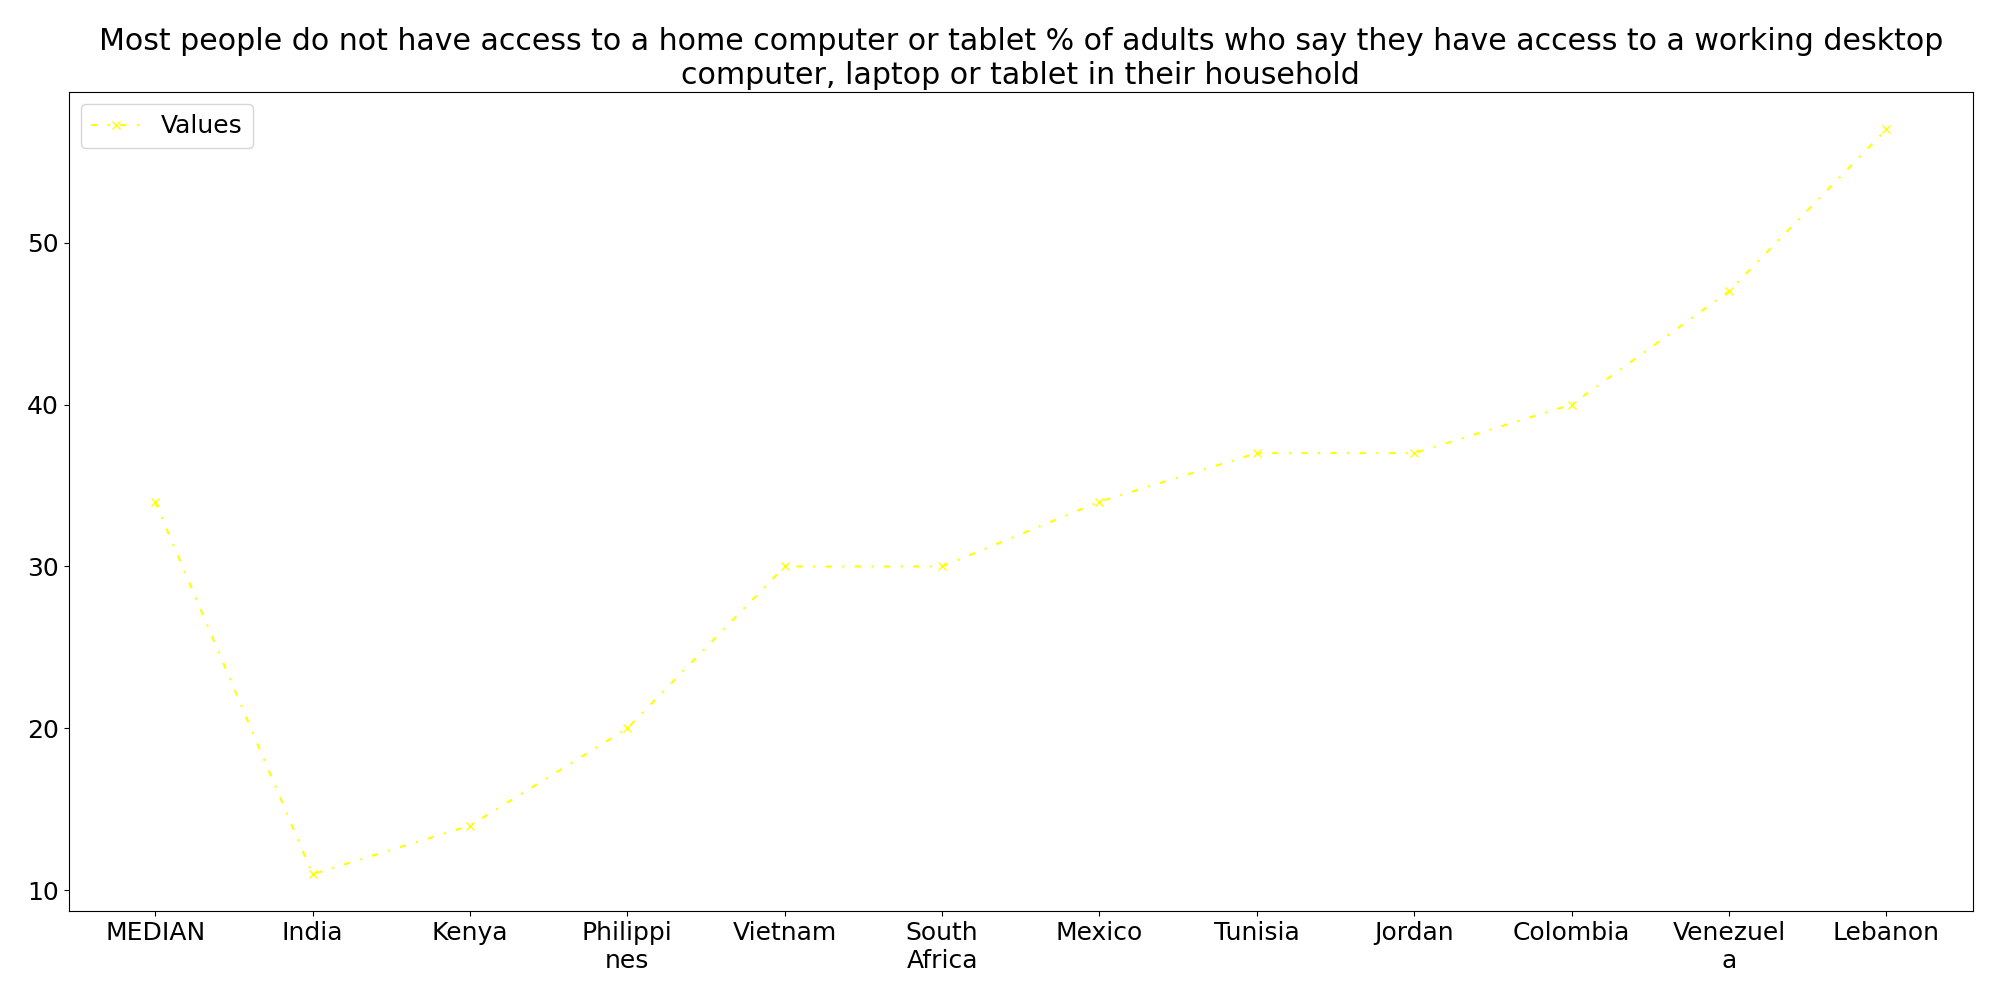 Most people do not have access to a home computer or tablet % of adults who say they have access to a working desktop
computer, laptop or tablet in their household
Values
50
40
30
20
10
MEDIAN India Kenya Philippi Vietnam South Mexico Tunisia Jordan Colombia Venezuel Lebanon
nes Africa a